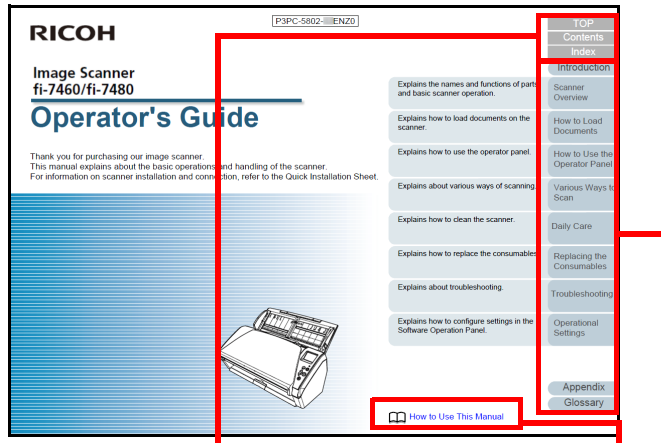 P3PC-5802- ENZ0
RICOH
Image Scanner
fi-7460/fi-7480
Operator's Guide
Thank you for purchasing our image scanner.
This manual explains about the basic operations and handling of the scanner.
For information on scanner installation and connection, refer to the Quick Installation Sheet.
TOP
Contents
Index
Introduction
Explains the names and functions of parts
and basic scanner operation.
Scanner
Overview
Explains how to load documents on the
scanner.
How to Load
Documents
Explains how to use the operator panel.
How to Use the
Operator Panel
Explains about various ways of scanning.
Various Ways to
Scan
Explains how to clean the scanner.
Daily Care
Explains how to replace the consumables
Replacing the
Consumables
Explains about troubleshooting.
Troubleshooting
Explains how to configure settings in the
Software Operation Panel.
Operational
Settings
Appendix
Glossary
How to Use This Manual